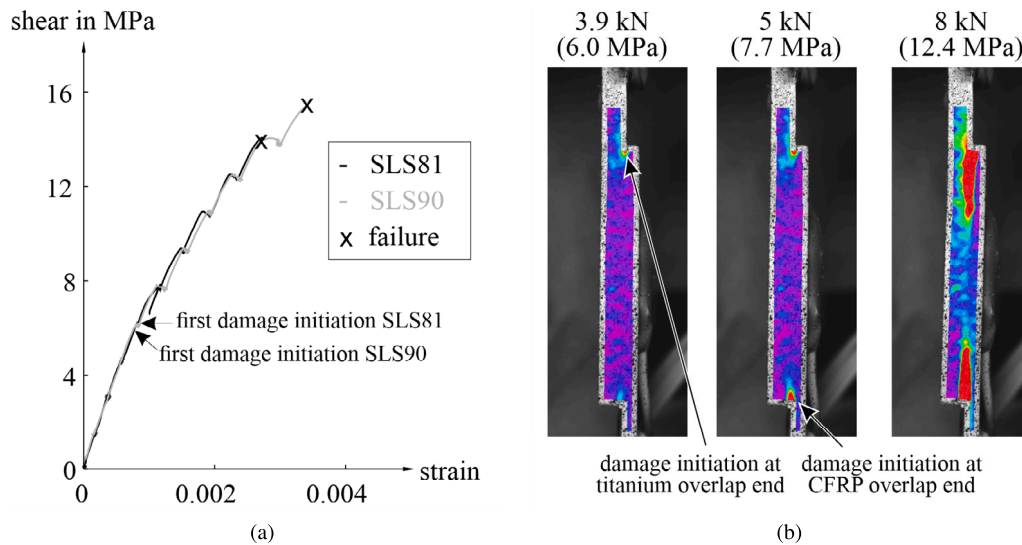 shear in MPa
16
12
8
4
0
0
0.002
0.004
strain
- SLS81
- SLS90
x failure
first damage initiation SLS81
first damage initiation SLS90
(a)
3.9 kN
(6.0 MPa)
5 kN
(7.7 MPa)
8 kN
(12.4 MPa)
damage initiation at
titanium overlap end
damage initiation at
CFRP overlap end
(b)